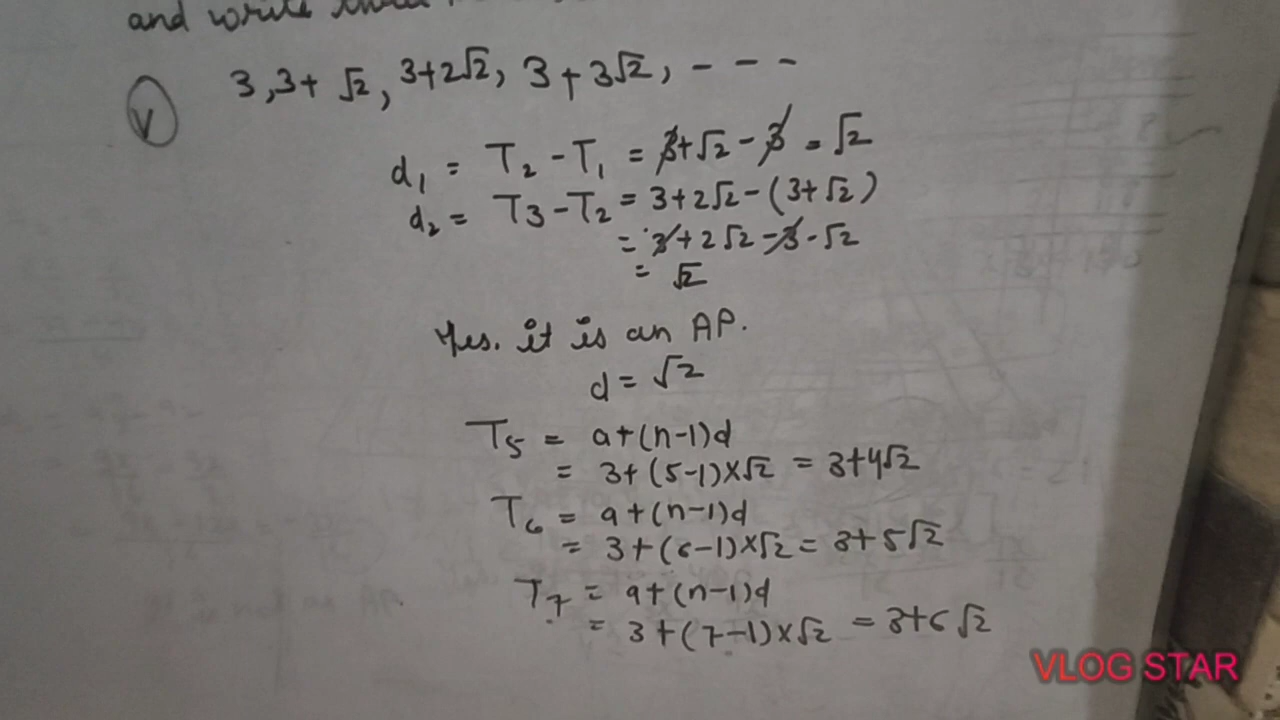 and write three
v 3, 3+ √2, 3+2√2, 3+3√2, - - -
d₁ = T₂ - T₁ = 3+√2 - 3 = √2
d₂ = T3 - T₂ = 3+2√2 - (3+√2)
= 3+2√2 - 3 - √2
= √2
Yes. it is an AP.
d = √2
T₅ = a+(n-1)d
= 3+(5-1)×√2 = 3+4√2
T₆ = a+(n-1)d
= 3+(6-1)×√2 = 3+5√2
T₇ = a+(n-1)d
= 3+(7-1)×√2 = 3+6√2
VLOG STAR